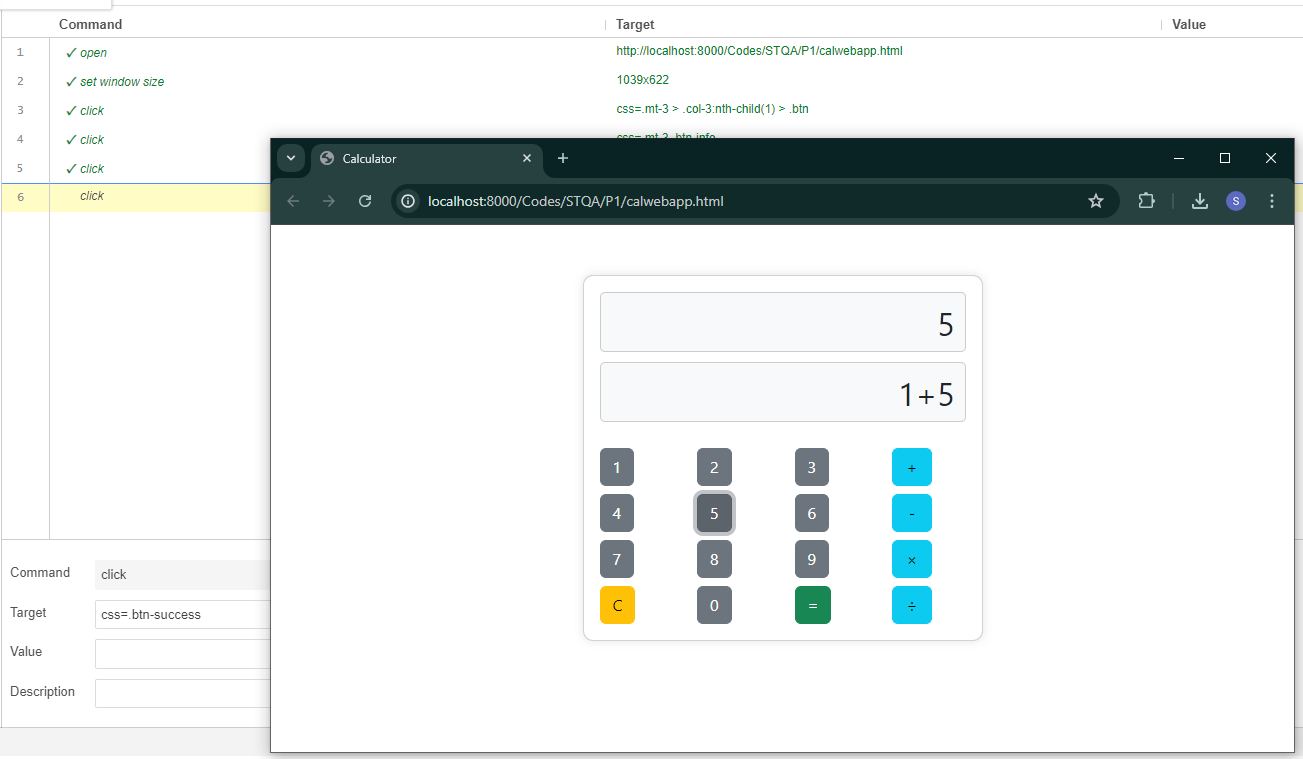 Command Target Value
1 ✓ open http://localhost:8000/Codes/STQA/P1/calwebapp.html
2 ✓ set window size 1039x622
3 ✓ click css=.mt-3 > .col-3:nth-child(1) > .btn
4 ✓ click
5 ✓ click
6 click
Command click
Target css=.btn-success
Value
Description
Calculator
localhost:8000/Codes/STQA/P1/calwebapp.html
S
5
1+5
1 2 3 +
4 5 6 -
7 8 9 ×
C 0 = ÷